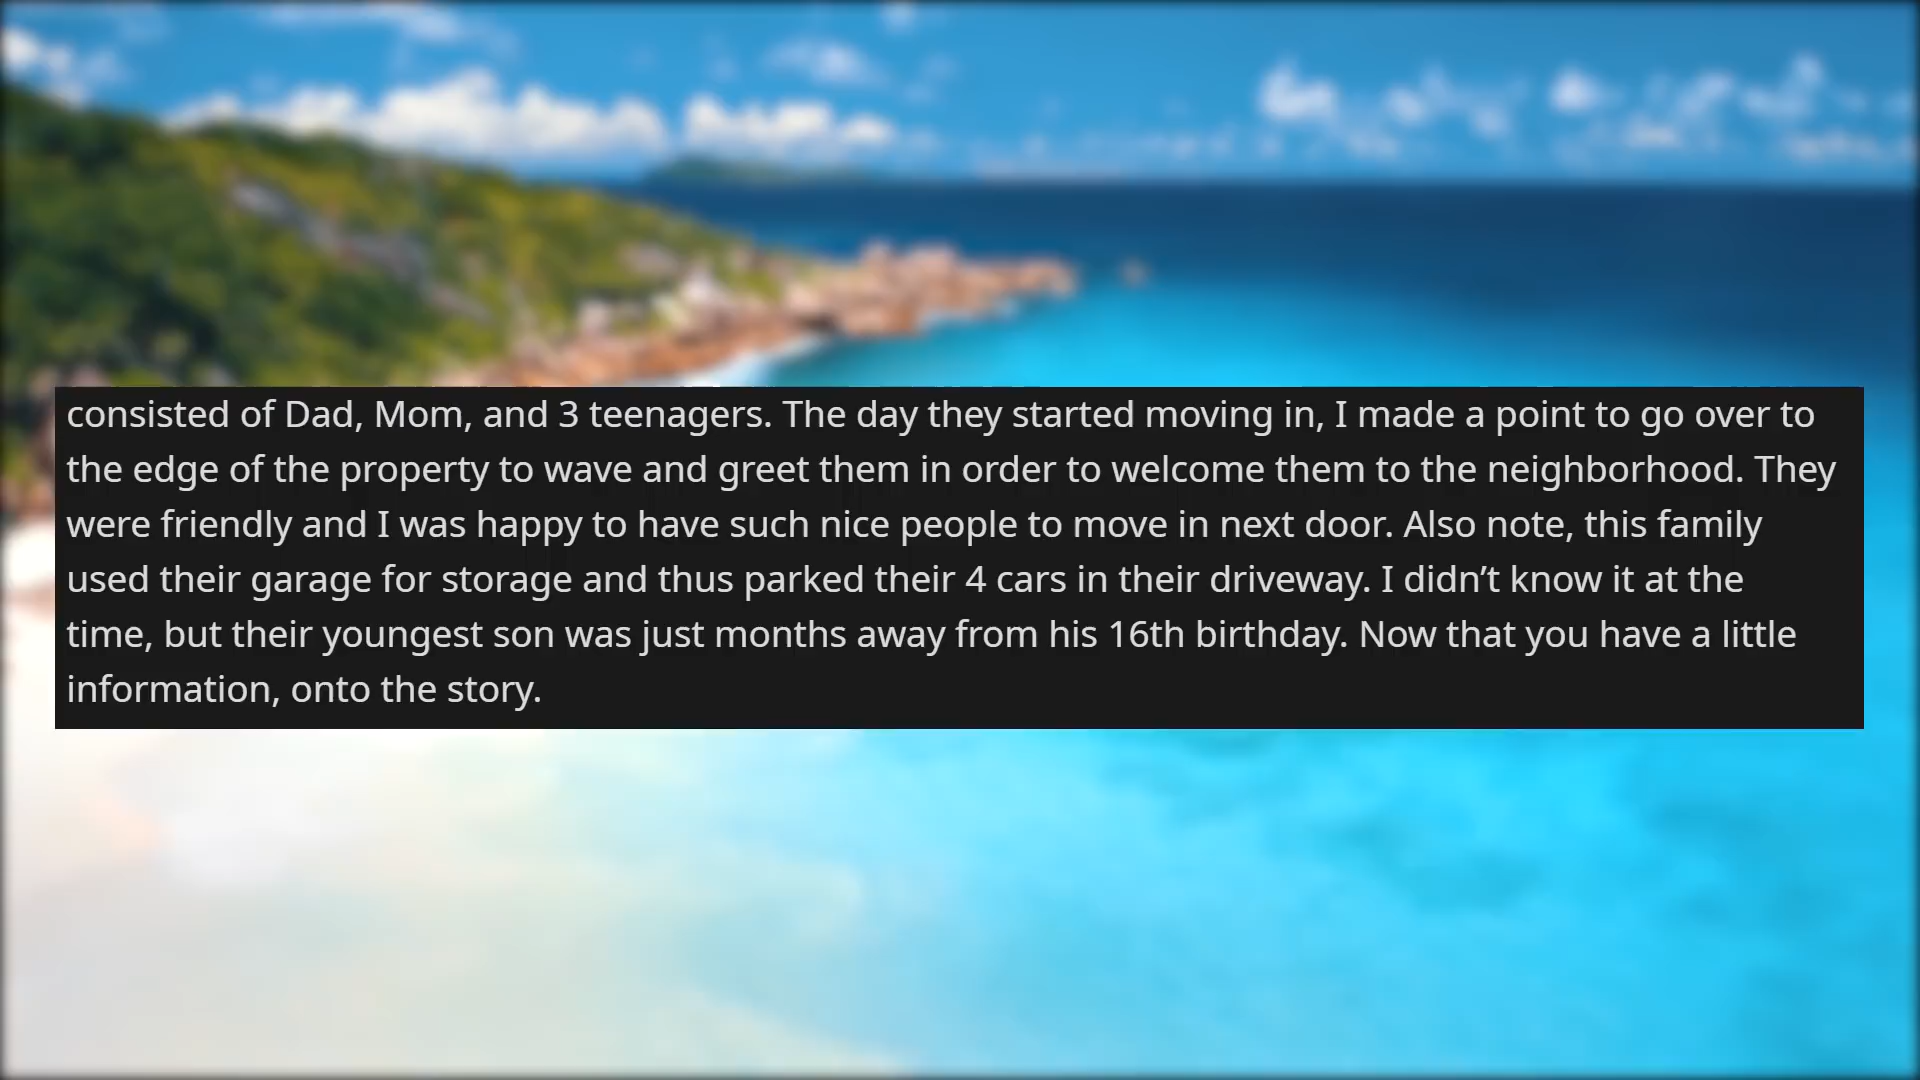 consisted of Dad, Mom, and 3 teenagers. The day they started moving in, I made a point to go over to
the edge of the property to wave and greet them in order to welcome them to the neighborhood. They
were friendly and I was happy to have such nice people to move in next door. Also note, this family
used their garage for storage and thus parked their 4 cars in their driveway. I didn’t know it at the
time, but their youngest son was just months away from his 16th birthday. Now that you have a little
information, onto the story.